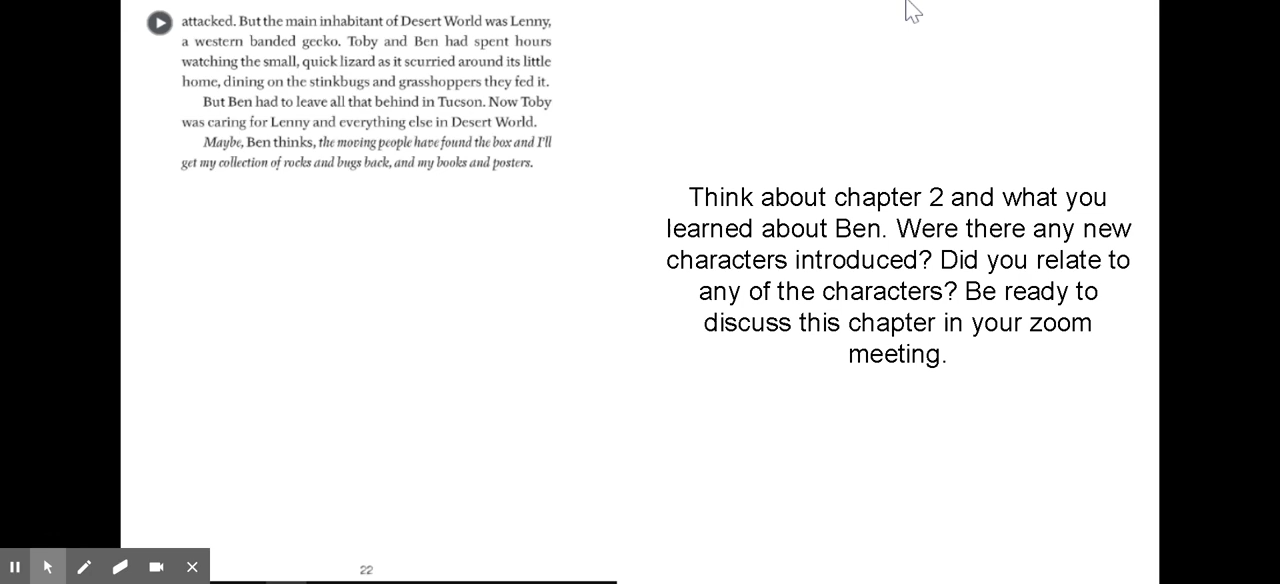 attacked. But the main inhabitant of Desert World was Lenny,
a western banded gecko. Toby and Ben had spent hours
watching the small, quick lizard as it scurried around its little
home, dining on the stinkbugs and grasshoppers they fed it.
But Ben had to leave all that behind in Tucson. Now Toby
was caring for Lenny and everything else in Desert World.
Maybe, Ben thinks, the moving people have found the box and I'll
get my collection of rocks and bugs back, and my books and posters.
22
Think about chapter 2 and what you
learned about Ben. Were there any new
characters introduced? Did you relate to
any of the characters? Be ready to
discuss this chapter in your zoom
meeting.